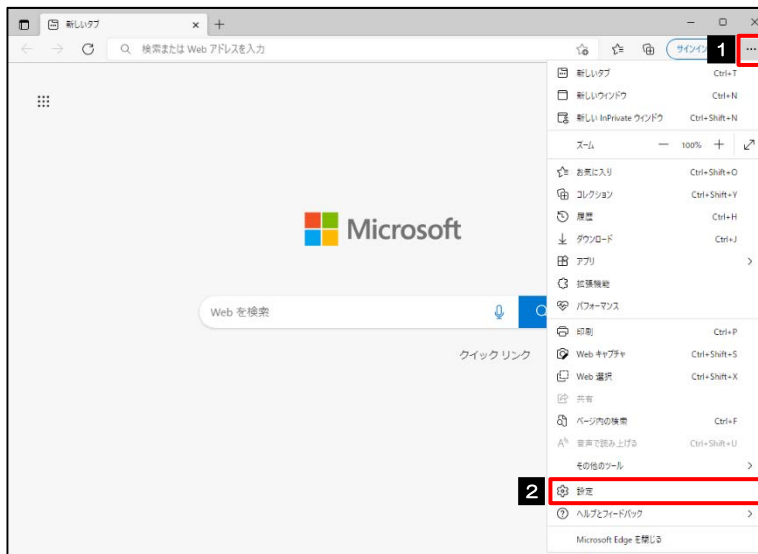 新しいタブ
検索または Web アドレスを入力
1
新しいタブ Ctrl+T
新しいウィンドウ Ctrl+N
新しい InPrivate ウィンドウ Ctrl+Shift+N
ズーム 100%
お気に入り Ctrl+Shift+O
コレクション Ctrl+Shift+Y
履歴 Ctrl+H
ダウンロード Ctrl+J
アプリ
拡張機能
パフォーマンス
印刷 Ctrl+P
Web キャプチャ Ctrl+Shift+S
Web 選択 Ctrl+Shift+X
共有
ページ内の検索 Ctrl+F
音声で読み上げる Ctrl+Shift+U
その他のツール
2 設定
ヘルプとフィードバック
Microsoft Edge を閉じる
Microsoft
Web を検索
クイック リンク